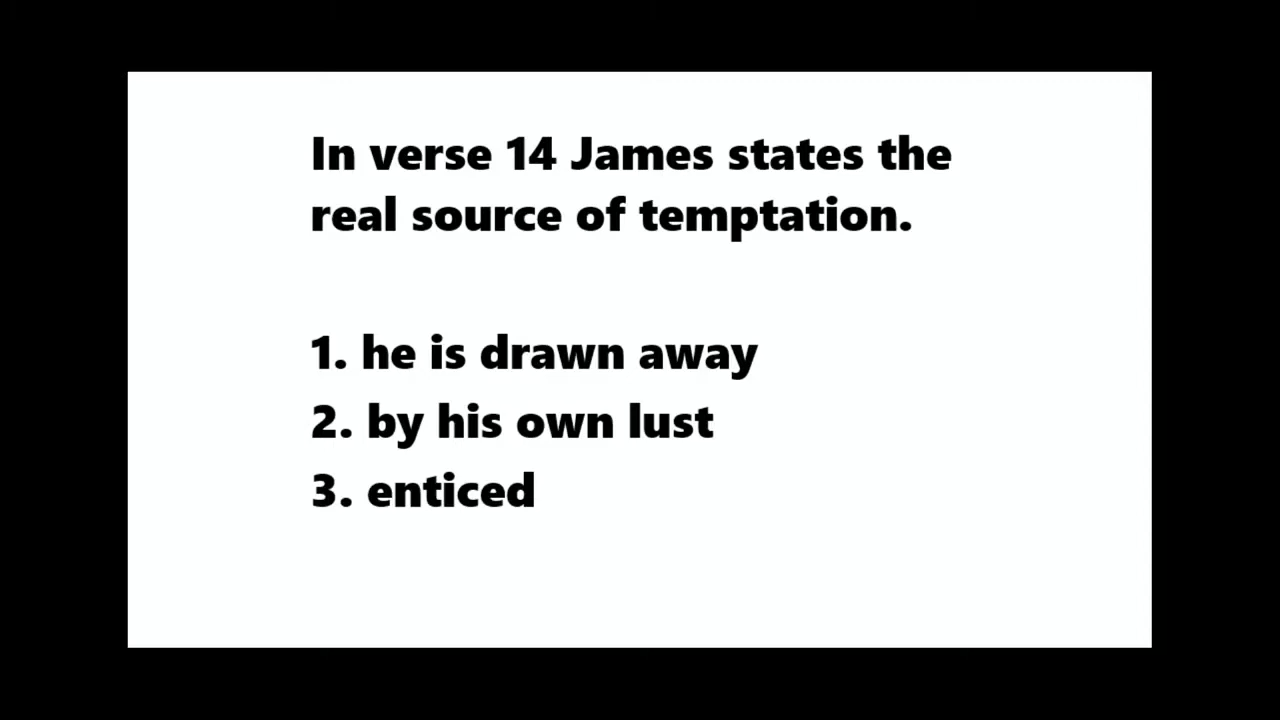 In verse 14 James states the
real source of temptation.
1. he is drawn away
2. by his own lust
3. enticed